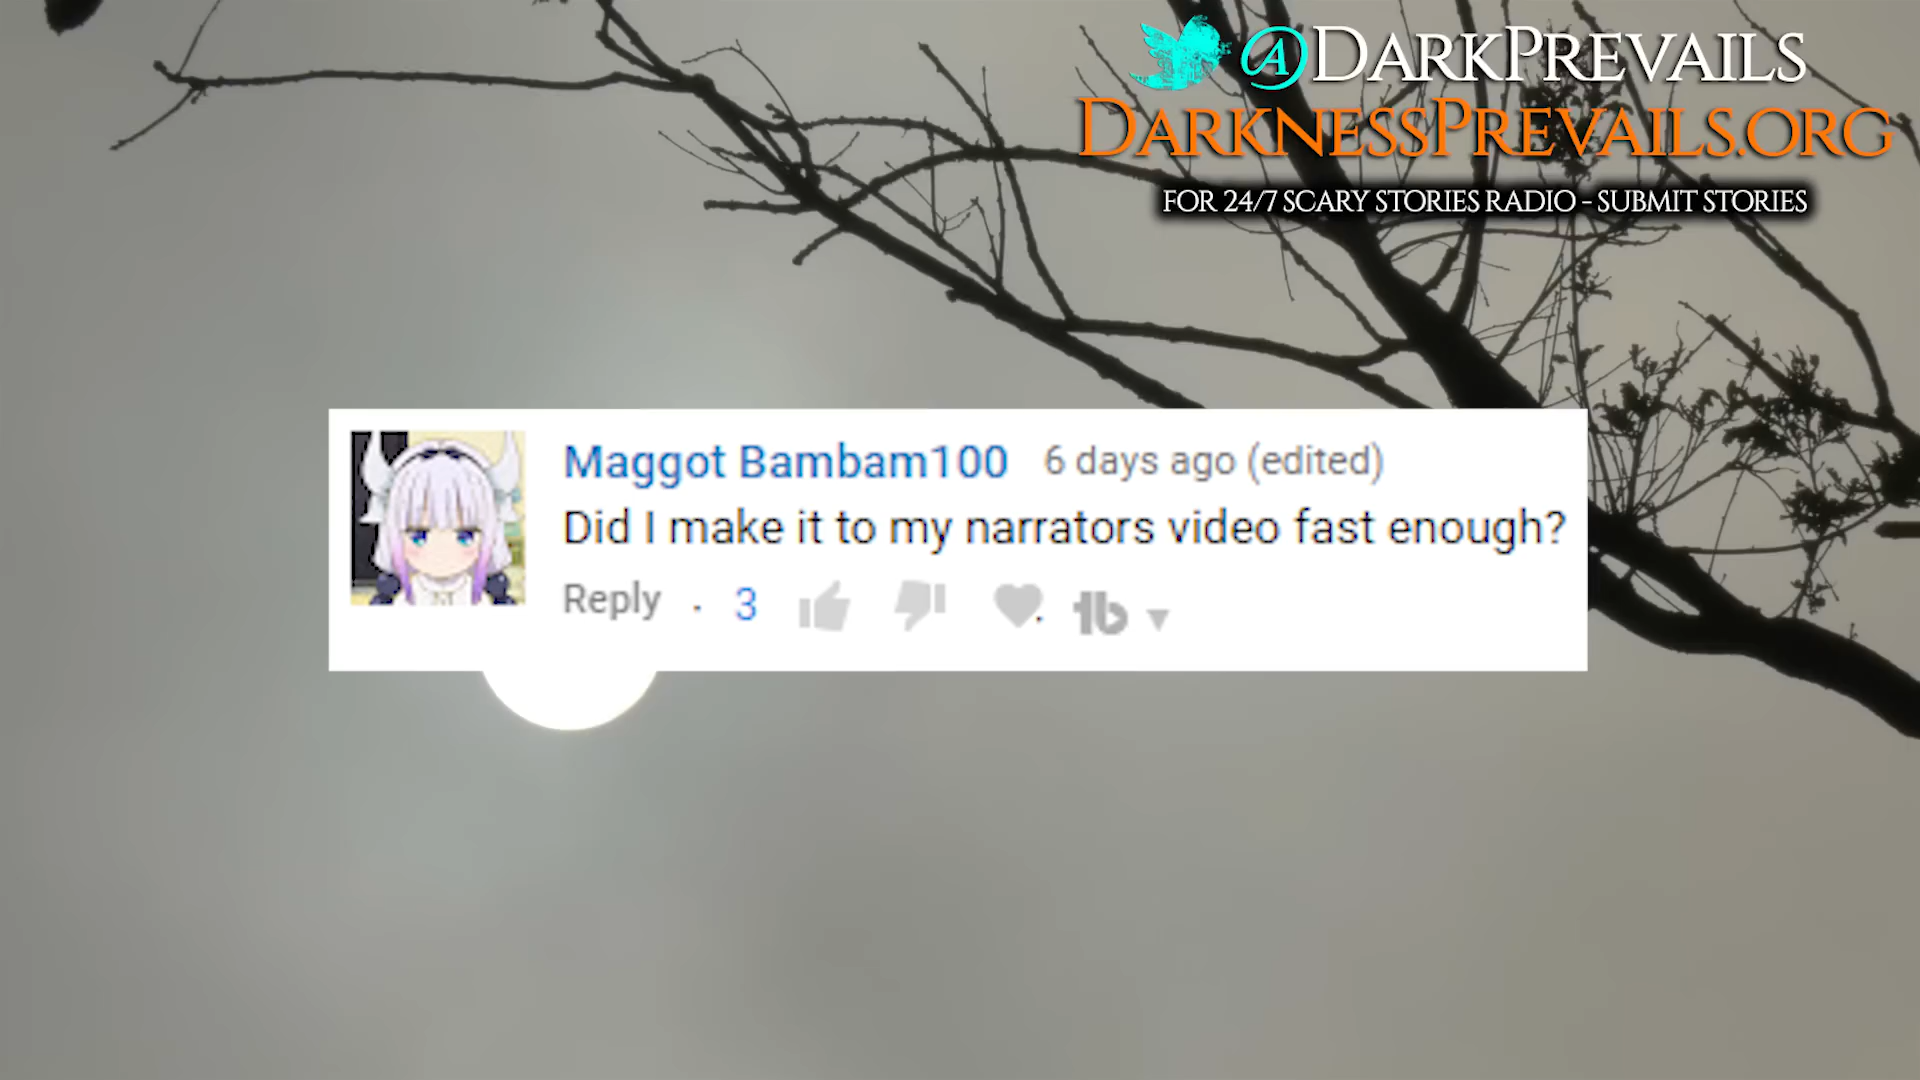 @DarkPrevails
DarknessPrevails.org
FOR 24/7 SCARY STORIES RADIO - SUBMIT STORIES
Maggot Bambam100 6 days ago (edited)
Did I make it to my narrators video fast enough?
Reply . 3